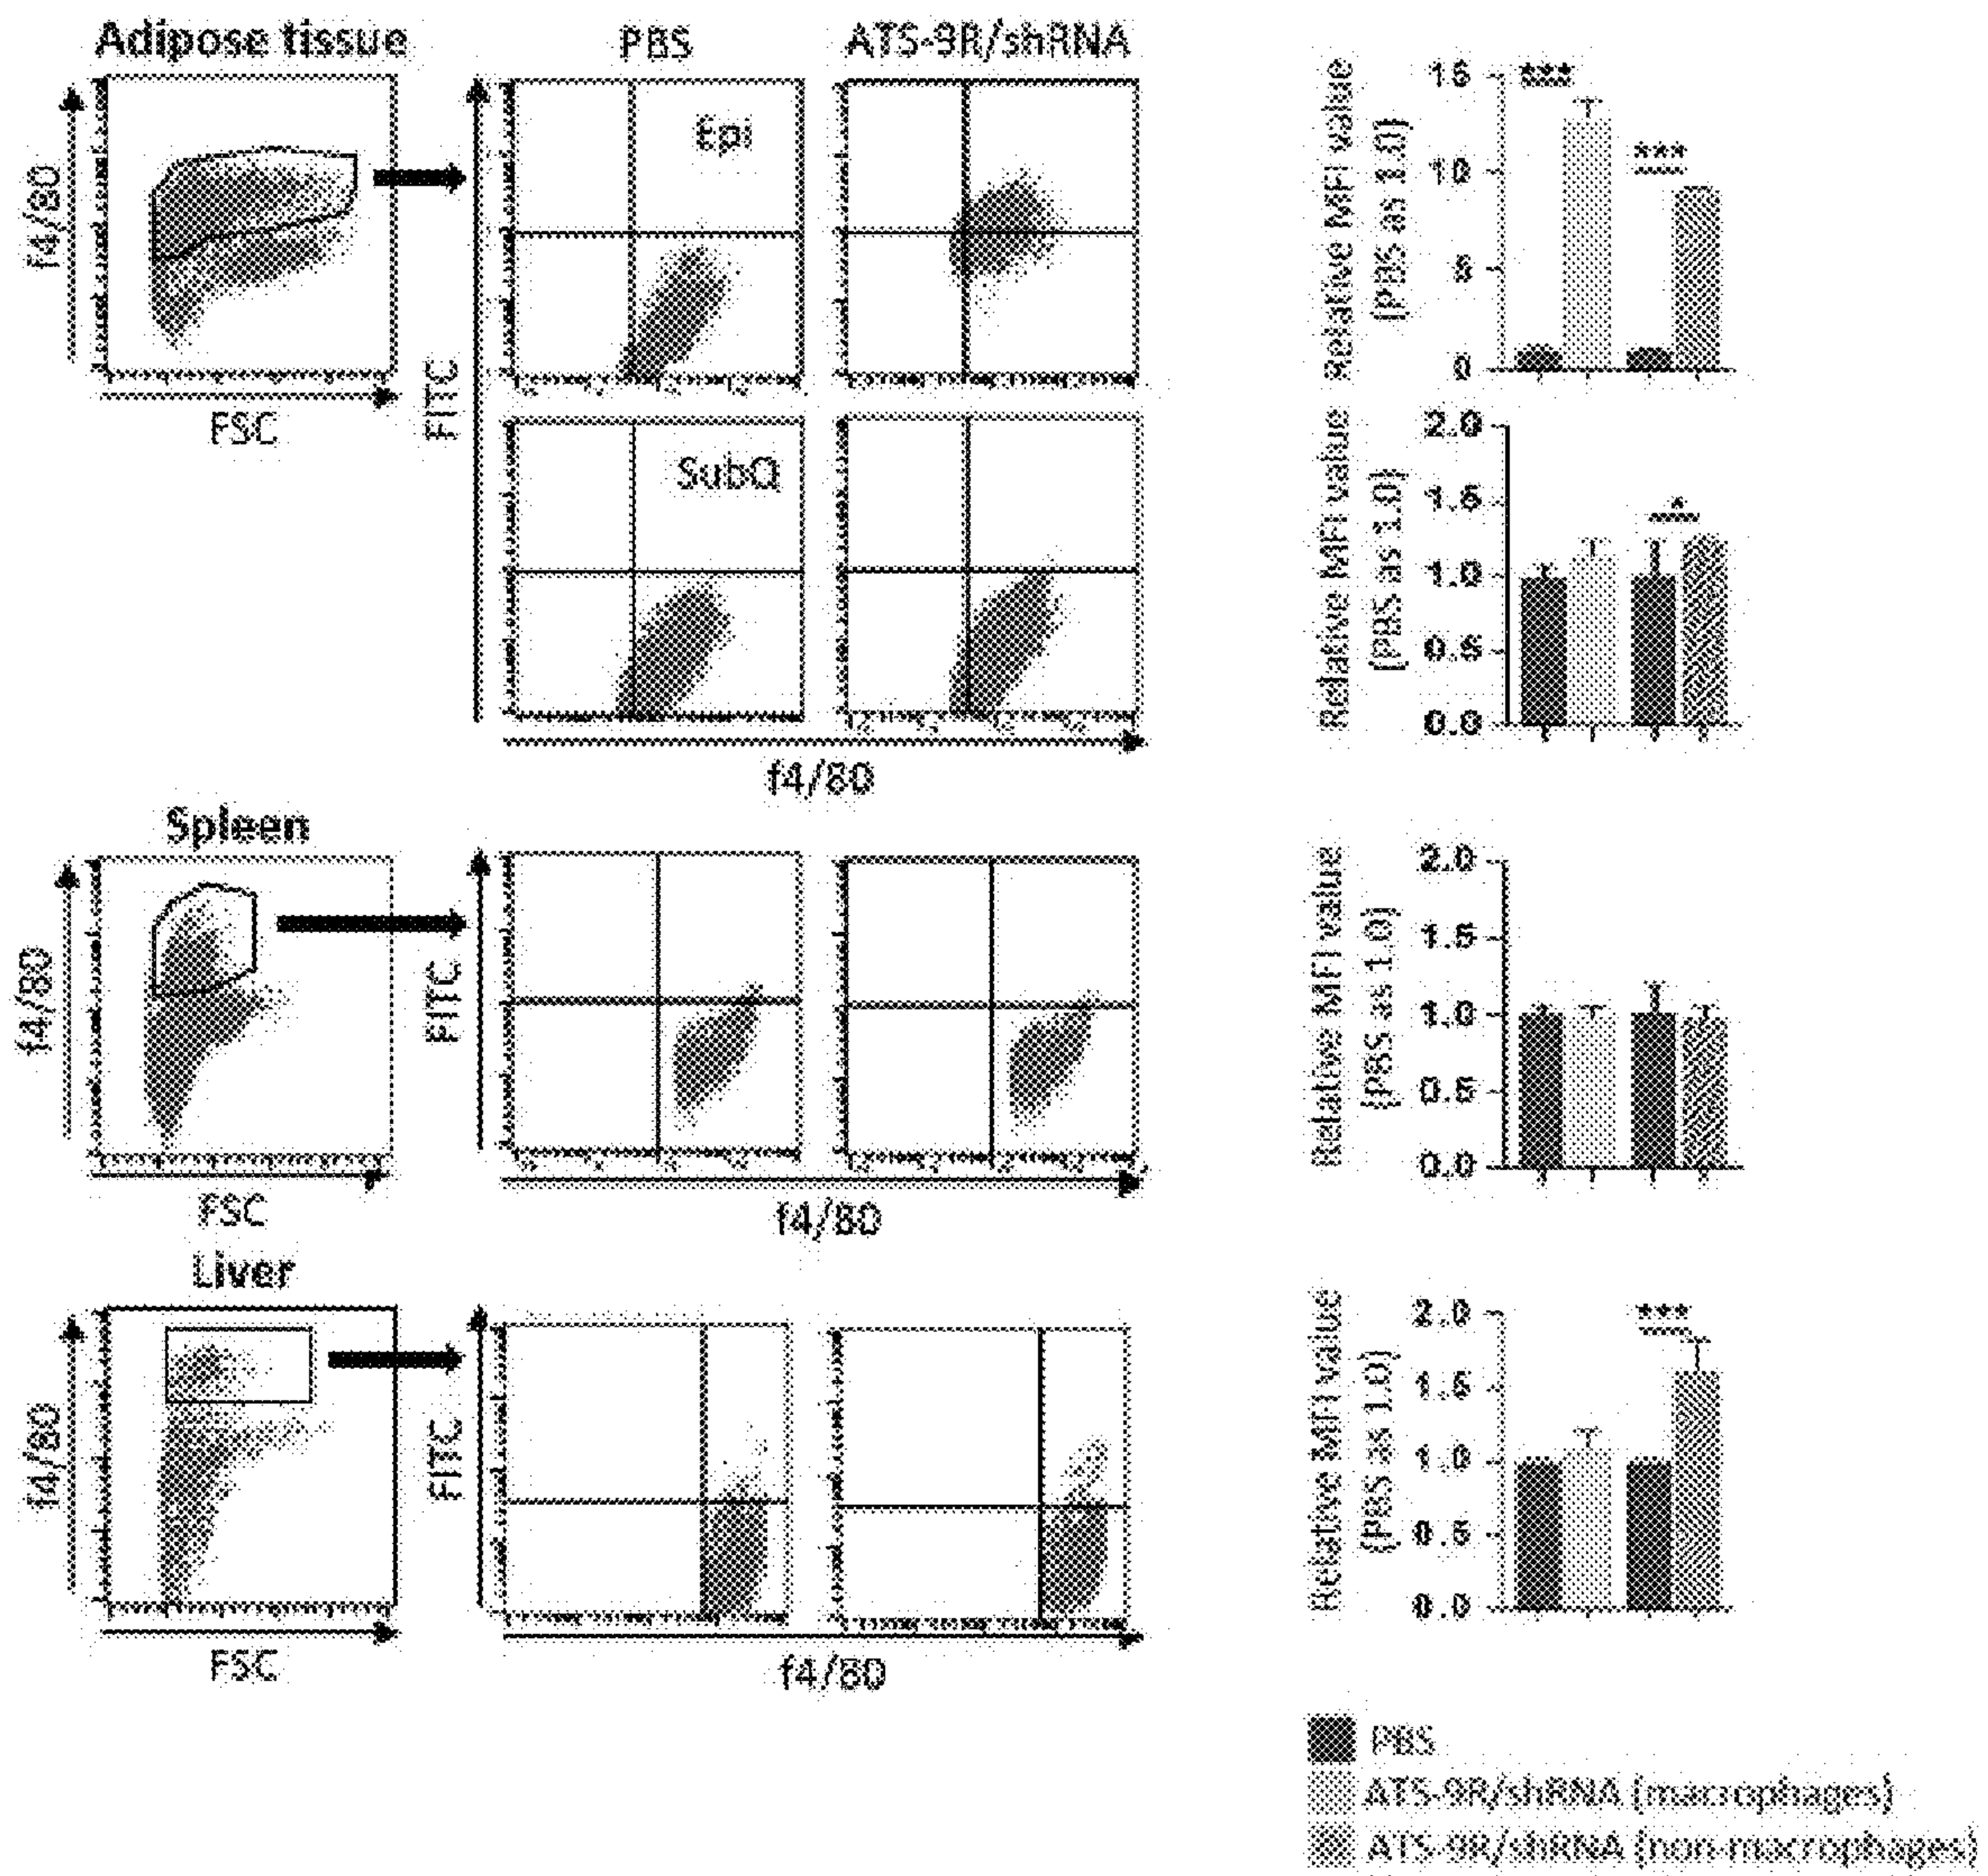 Adipose tissue
PBS
ATS-9R/shRNA
f4/80
FSC
FITC
Epi
SubQ
f4/80
Relative MFI value
[PBS as 1.0]
15
***
10
***
5
0
Relative MFI value
[PBS as 1.0]
2.0
1.5
*
1.0
0.5
0.0
Spleen
f4/80
FSC
FITC
f4/80
Relative MFI value
[PBS as 1.0]
2.0
1.5
1.0
0.5
0.0
Liver
f4/80
FSC
FITC
f4/80
Relative MFI value
[PBS as 1.0]
2.0
***
1.5
1.0
0.5
0.0
PBS
ATS-9R/shRNA (macrophages)
ATS-9R/shRNA (non-macrophages)